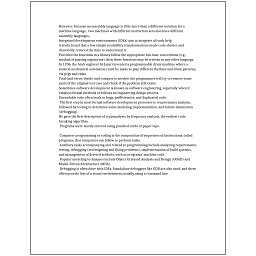 However, because an assembly language is little more than a different notation for a
machine language, two machines with different instruction sets also have different
assembly languages.
Integrated development environments (IDEs) aim to integrate all such help.
A study found that a few simple readability transformations made code shorter and
drastically reduced the time to understand it.
Provided the functions in a library follow the appropriate run-time conventions (e.g.,
method of passing arguments), then these functions may be written in any other language.
In 1206, the Arab engineer Al-Jazari invented a programmable drum machine where a
musical mechanical automaton could be made to play different rhythms and drum patterns,
via pegs and cams.
Trial-and-error/divide-and-conquer is needed: the programmer will try to remove some
parts of the original test case and check if the problem still exists.
Sometimes software development is known as software engineering, especially when it
employs formal methods or follows an engineering design process.
Unreadable code often leads to bugs, inefficiencies, and duplicated code.
The first step in most formal software development processes is requirements analysis,
followed by testing to determine value modeling, implementation, and failure elimination
(debugging).
He gave the first description of cryptanalysis by frequency analysis, the earliest code-
breaking algorithm.
Programs were mostly entered using punched cards or paper tape.
Computer programming or coding is the composition of sequences of instructions, called
programs, that computers can follow to perform tasks.
Auxiliary tasks accompanying and related to programming include analyzing requirements,
testing, debugging (investigating and fixing problems), implementation of build systems,
and management of derived artifacts, such as programs' machine code.
Popular modeling techniques include Object-Oriented Analysis and Design (OOAD) and
Model-Driven Architecture (MDA).
Debugging is often done with IDEs. Standalone debuggers like GDB are also used, and these
often provide less of a visual environment, usually using a command line.